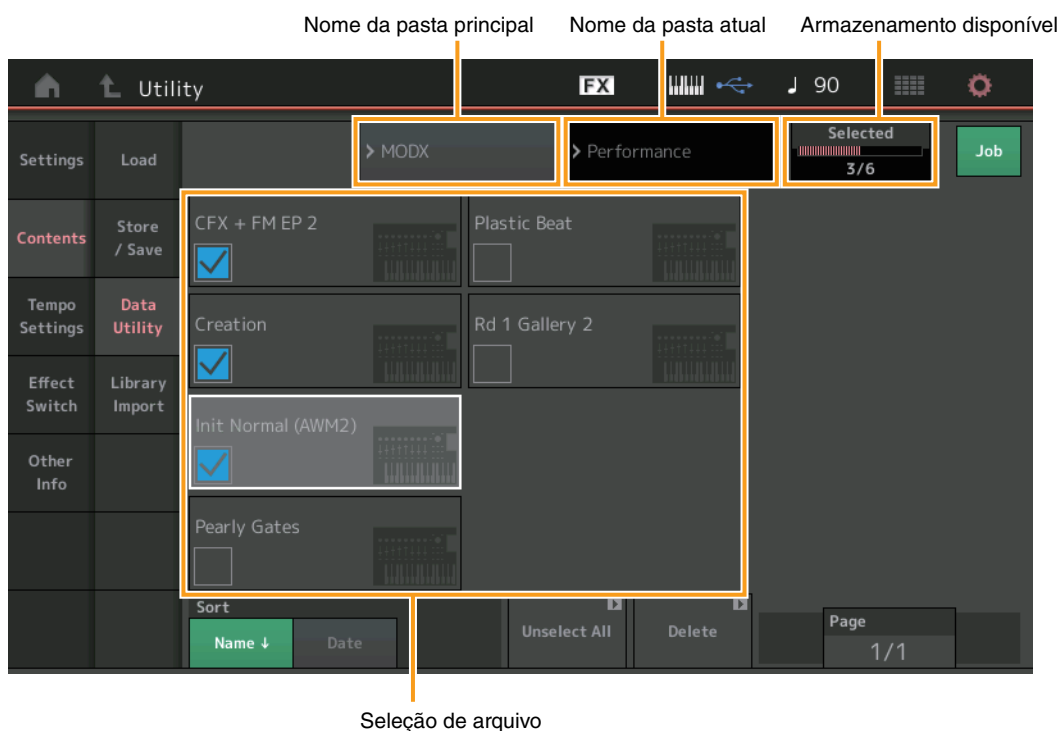 Nome da pasta principal
Nome da pasta atual
Armazenamento disponível
Utility
FX
90
Settings
Load
> MODX
> Performance
Selected
3/6
Job
Contents
Store
/ Save
CFX + FM EP 2
Plastic Beat
Tempo
Settings
Data
Utility
Creation
Rd 1 Gallery 2
Effect
Switch
Library
Import
Init Normal (AWM2)
Other
Info
Pearly Gates
Sort
Name ↓
Date
Unselect All
Delete
Page
1/1
Seleção de arquivo